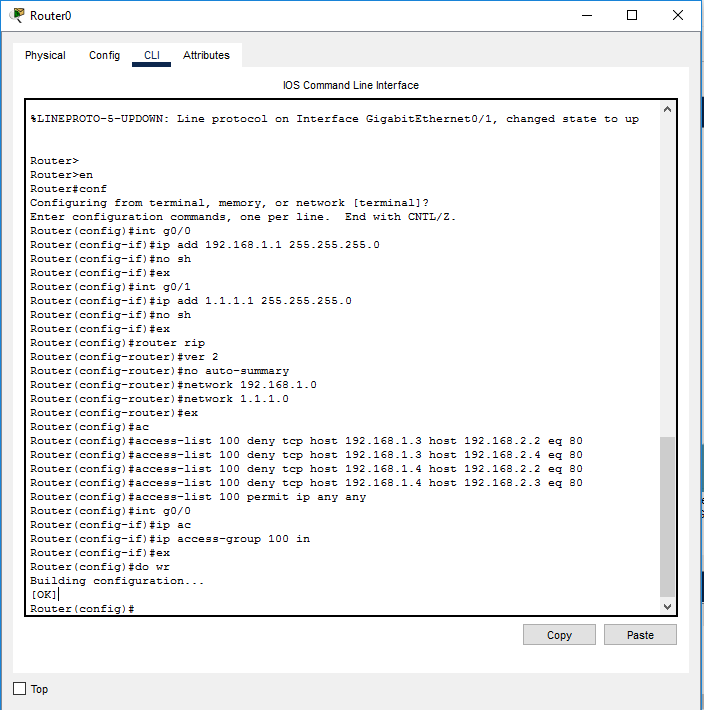 Router0
Physical Config CLI Attributes
IOS Command Line Interface
%LINEPROTO-5-UPDOWN: Line protocol on Interface GigabitEthernet0/1, changed state to up
Router>
Router>en
Router#conf
Configuring from terminal, memory, or network [terminal]?
Enter configuration commands, one per line.  End with CNTL/Z.
Router(config)#int g0/0
Router(config-if)#ip add 192.168.1.1 255.255.255.0
Router(config-if)#no sh
Router(config-if)#ex
Router(config)#int g0/1
Router(config-if)#ip add 1.1.1.1 255.255.255.0
Router(config-if)#no sh
Router(config-if)#ex
Router(config)#router rip
Router(config-router)#ver 2
Router(config-router)#no auto-summary
Router(config-router)#network 192.168.1.0
Router(config-router)#network 1.1.1.0
Router(config-router)#ex
Router(config)#ac
Router(config)#access-list 100 deny tcp host 192.168.1.3 host 192.168.2.2 eq 80
Router(config)#access-list 100 deny tcp host 192.168.1.3 host 192.168.2.4 eq 80
Router(config)#access-list 100 deny tcp host 192.168.1.4 host 192.168.2.2 eq 80
Router(config)#access-list 100 deny tcp host 192.168.1.4 host 192.168.2.3 eq 80
Router(config)#access-list 100 permit ip any any
Router(config)#int g0/0
Router(config-if)#ip ac
Router(config-if)#ip access-group 100 in
Router(config-if)#ex
Router(config)#do wr
Building configuration...
[OK]
Router(config)#
Copy Paste
Top